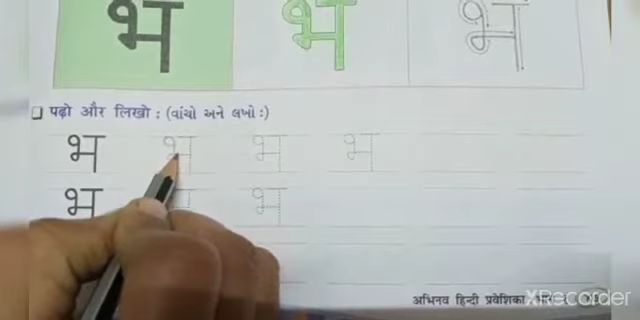 भ भ भ
❑ पढ़ो और लिखो : (વાંચો અને લખો :)
भ भ भ भ
भ भ
अभिनव हिन्दी प्रवेशिका
XRecorder